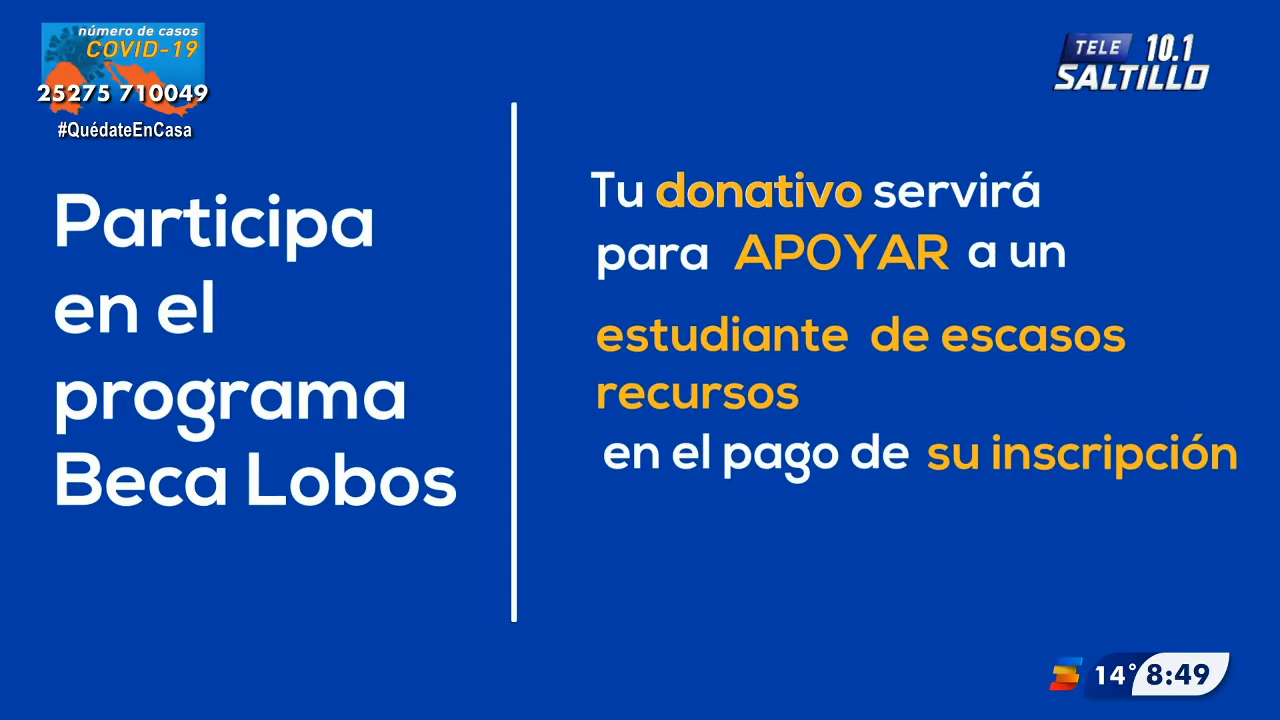 número de casos
COVID-19
25275 710049
#QuédateEnCasa
TELE 10.1
SALTILLO
Participa
en el
programa
Beca Lobos
Tu donativo servirá
para APOYAR a un
estudiante de escasos
recursos
en el pago de su inscripción
14° 8:49